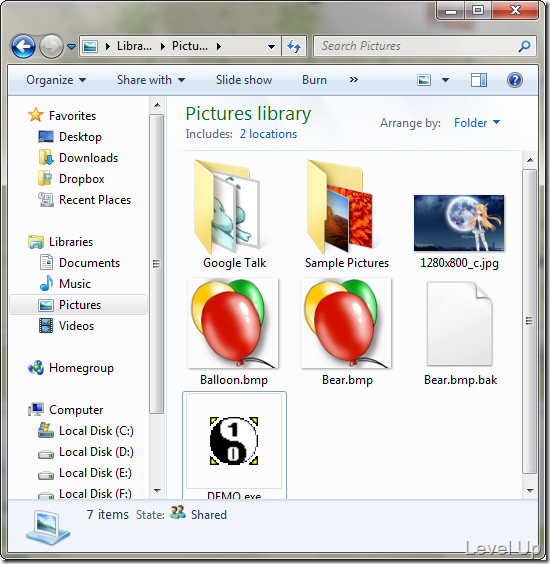 Libra...
Pictu...
Search Pictures
Organize
Share with
Slide show
Burn
»
Pictures library
Includes: 2 locations
Arrange by: Folder
Favorites
Desktop
Downloads
Dropbox
Recent Places
Libraries
Documents
Music
Pictures
Videos
Homegroup
Computer
Local Disk (C:)
Local Disk (D:)
Local Disk (E:)
Local Disk (F:)
Google Talk
Sample Pictures
1280x800_c.jpg
Balloon.bmp
Bear.bmp
Bear.bmp.bak
1
0
DEMO.exe
7 items State: Shared
Level Up